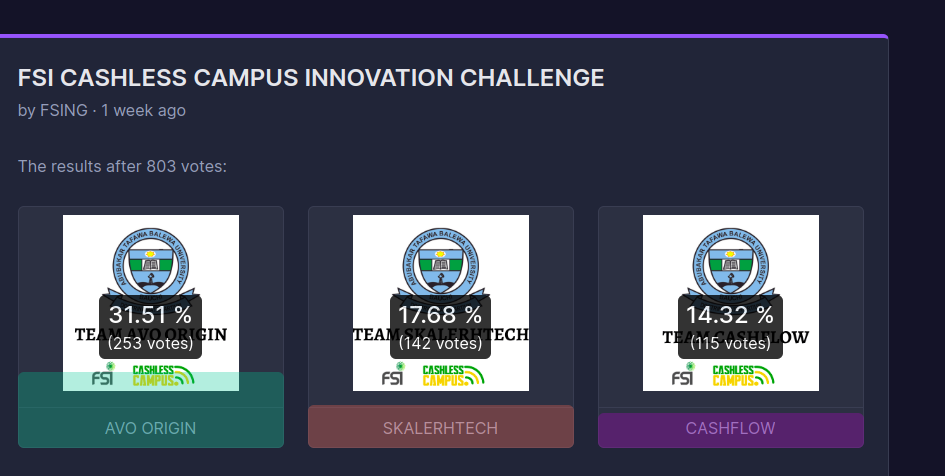 FSI CASHLESS CAMPUS INNOVATION CHALLENGE
by FSING · 1 week ago
The results after 803 votes:
ABUBAKAR TAFAWA BALEWA UNIVERSITY
31.51 %
TEAM AVO ORIGIN
(253 votes)
FSI
CASHLESS
CAMPUS
AVO ORIGIN
ABUBAKAR TAFAWA BALEWA UNIVERSITY
17.68 %
TEAM SKALERHTECH
(142 votes)
FSI
CASHLESS
CAMPUS
SKALERHTECH
ABUBAKAR TAFAWA BALEWA UNIVERSITY
14.32 %
TEAM CASHFLOW
(115 votes)
FSI
CASHLESS
CAMPUS
CASHFLOW